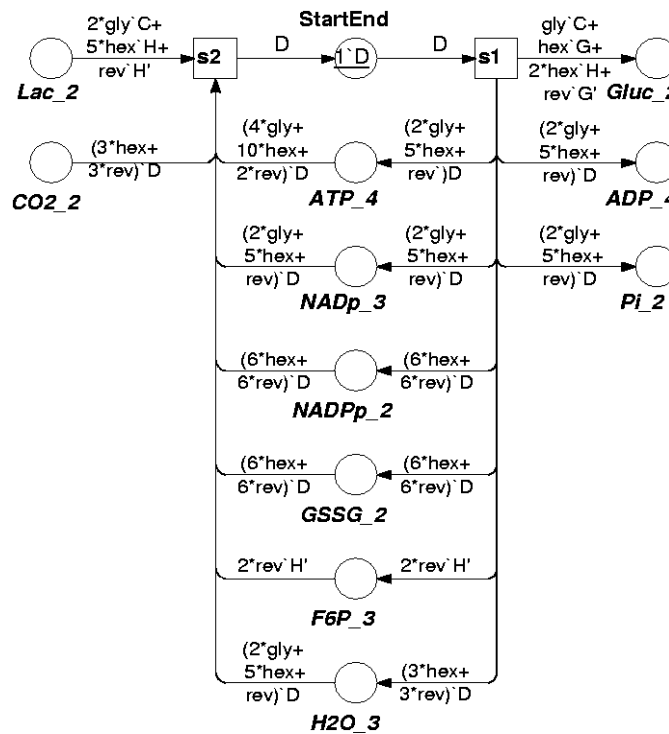 StartEnd
2*gly`C+
5*hex`H+
rev`H'
s2
D
1`D
D
s1
gly`C+
hex`G+
2*hex`H+
rev`G'
Lac_2
Gluc_2
(3*hex+
3*rev)`D
CO2_2
(4*gly+
10*hex+
2*rev)`D
ATP_4
(2*gly+
5*hex+
rev`)D
(2*gly+
5*hex+
rev)`D
ADP_4
(2*gly+
5*hex+
rev)`D
NADp_3
(2*gly+
5*hex+
rev)`D
(2*gly+
5*hex+
rev)`D
Pi_2
(6*hex+
6*rev)`D
NADPp_2
(6*hex+
6*rev)`D
(6*hex+
6*rev)`D
GSSG_2
(6*hex+
6*rev)`D
2*rev`H'
F6P_3
2*rev`H'
(2*gly+
5*hex+
rev)`D
H2O_3
(3*hex+
3*rev)`D